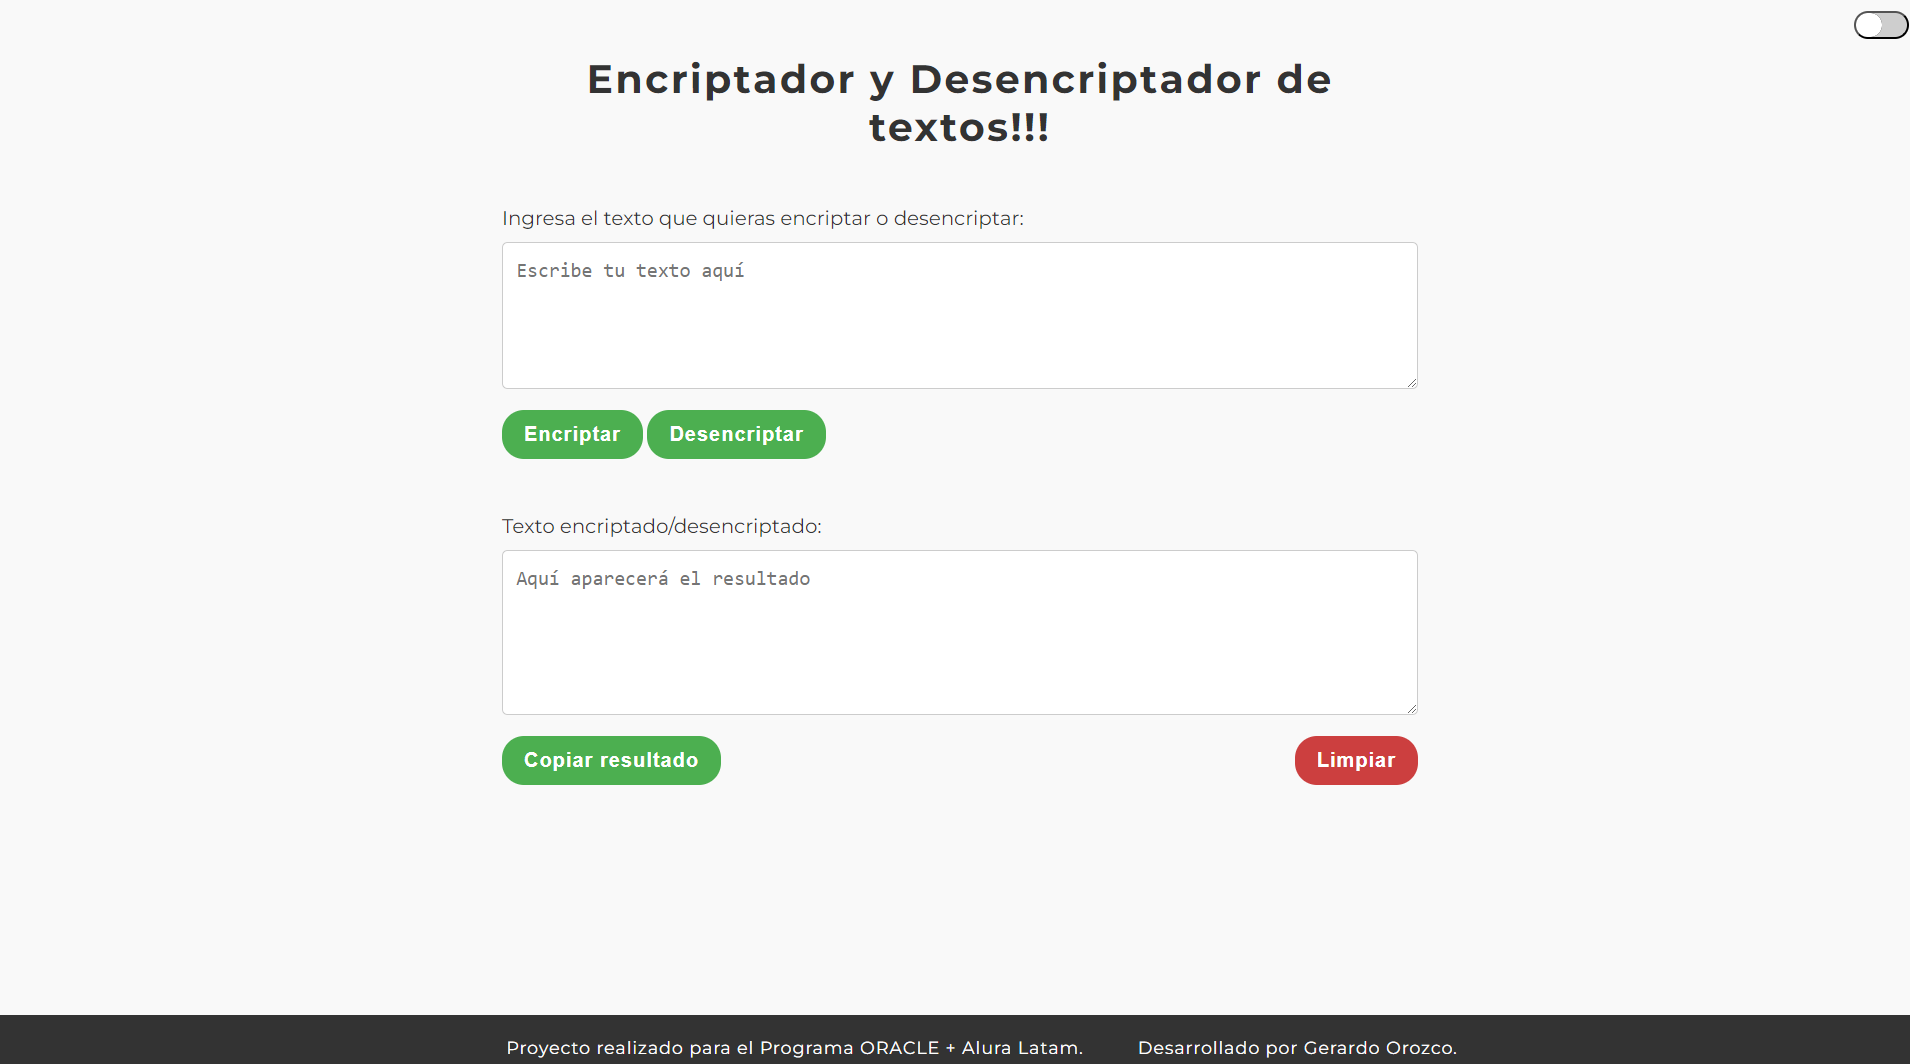 Encriptador y Desencriptador de
textos!!!
Ingresa el texto que quieras encriptar o desencriptar:
Escribe tu texto aquí
Encriptar Desencriptar
Texto encriptado/desencriptado:
Aquí aparecerá el resultado
Copiar resultado Limpiar
Proyecto realizado para el Programa ORACLE + Alura Latam. Desarrollado por Gerardo Orozco.